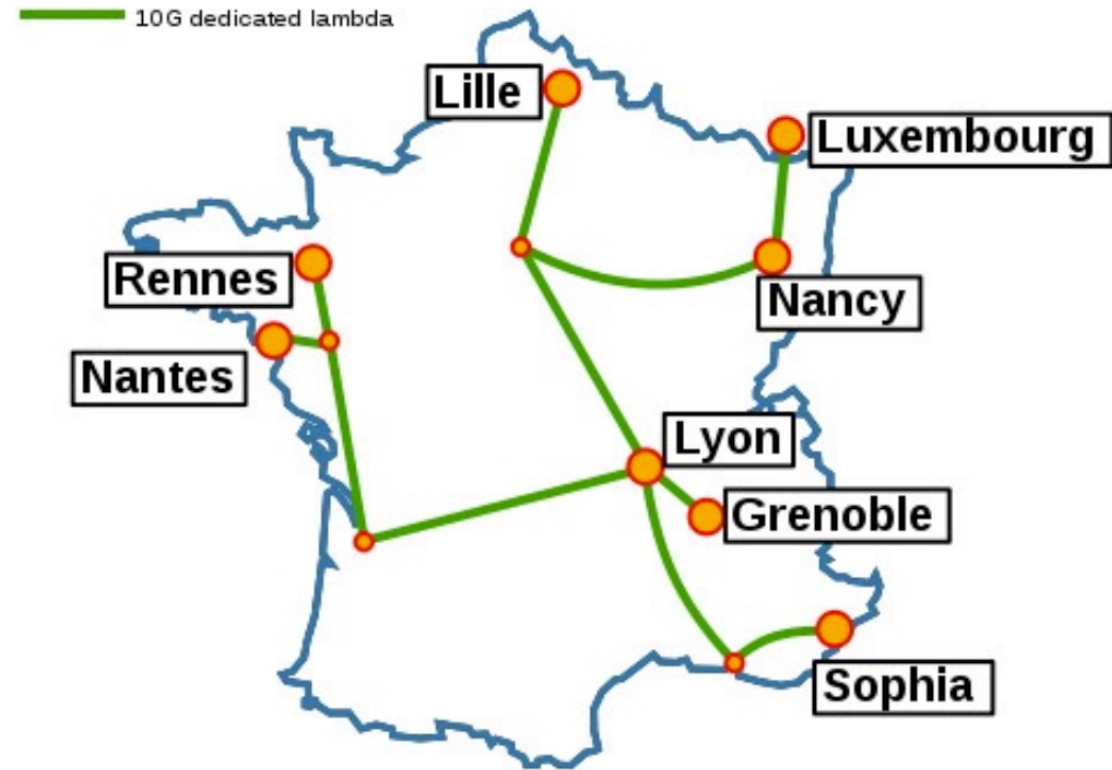 10G dedicated lambda
Lille
Luxembourg
Rennes
Nancy
Nantes
Lyon
Grenoble
Sophia